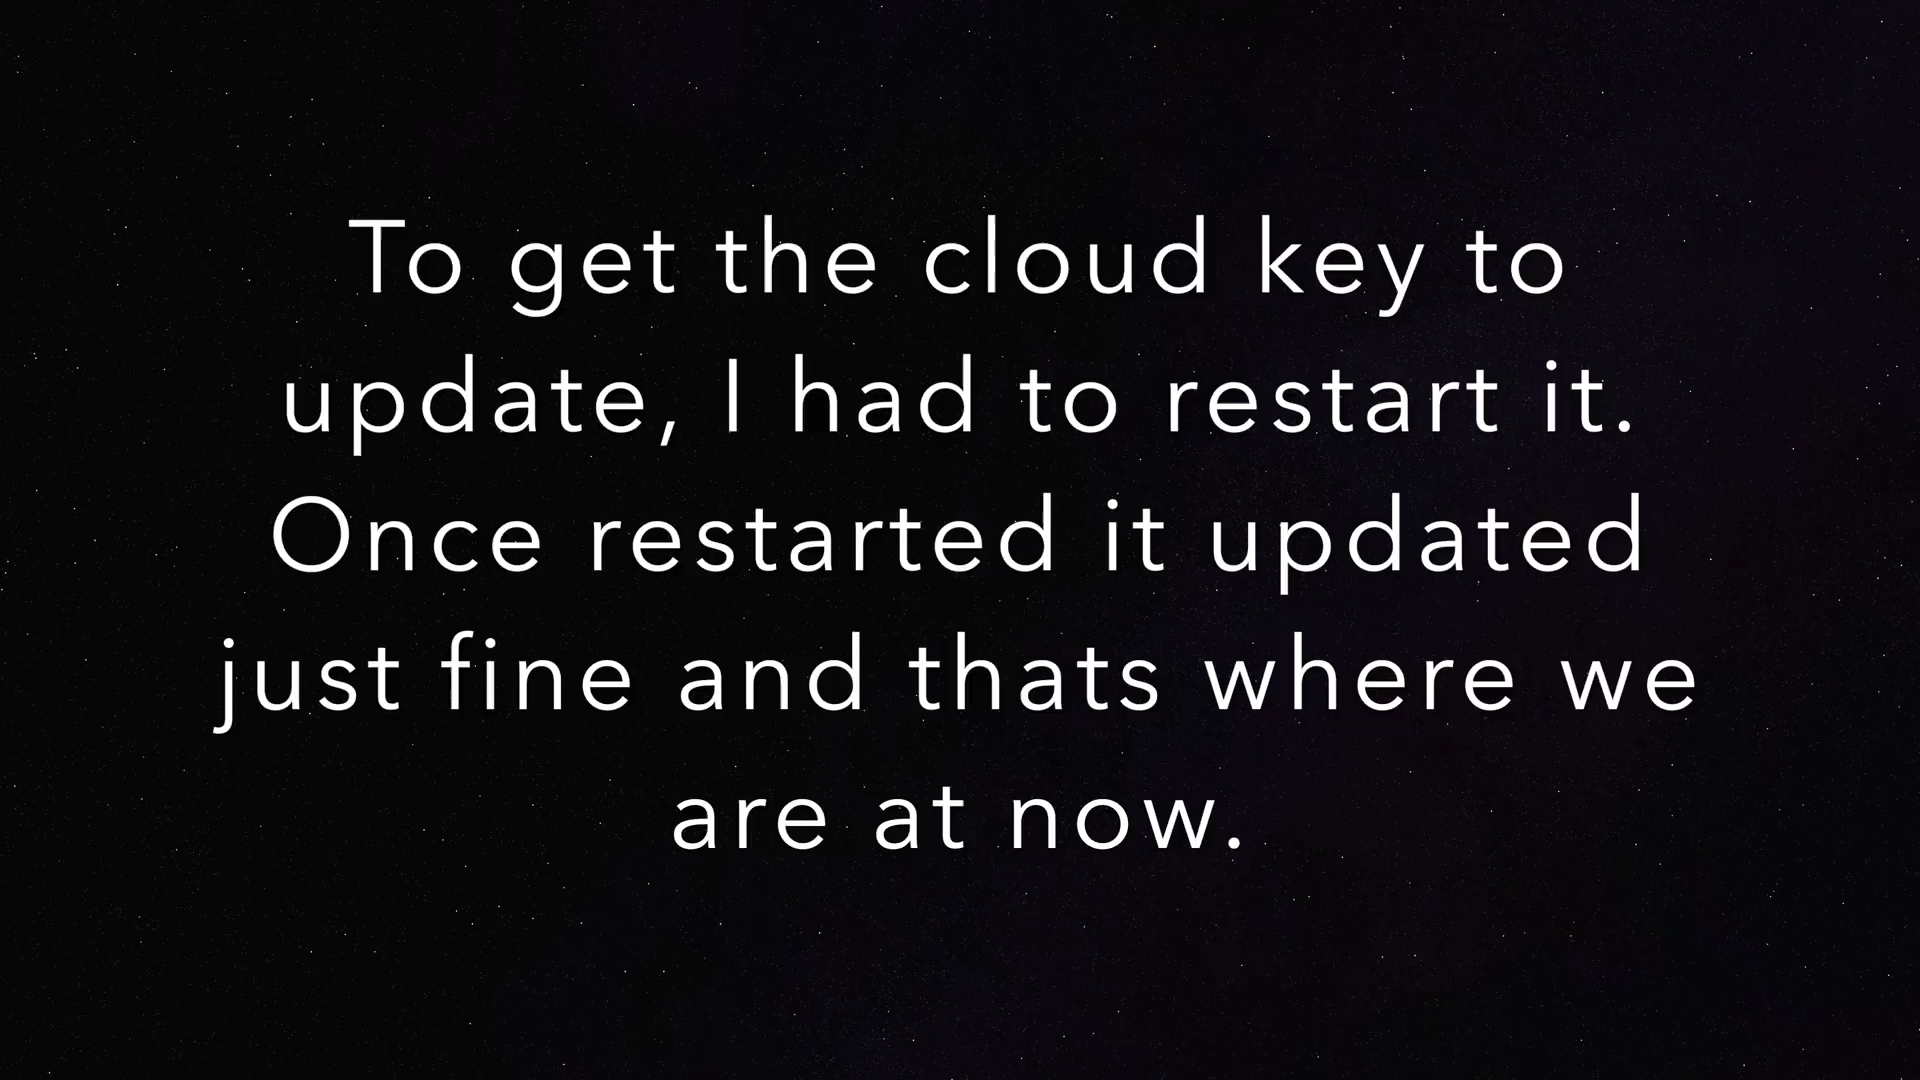 To get the cloud key to
update, I had to restart it.
Once restarted it updated
just fine and thats where we
are at now.